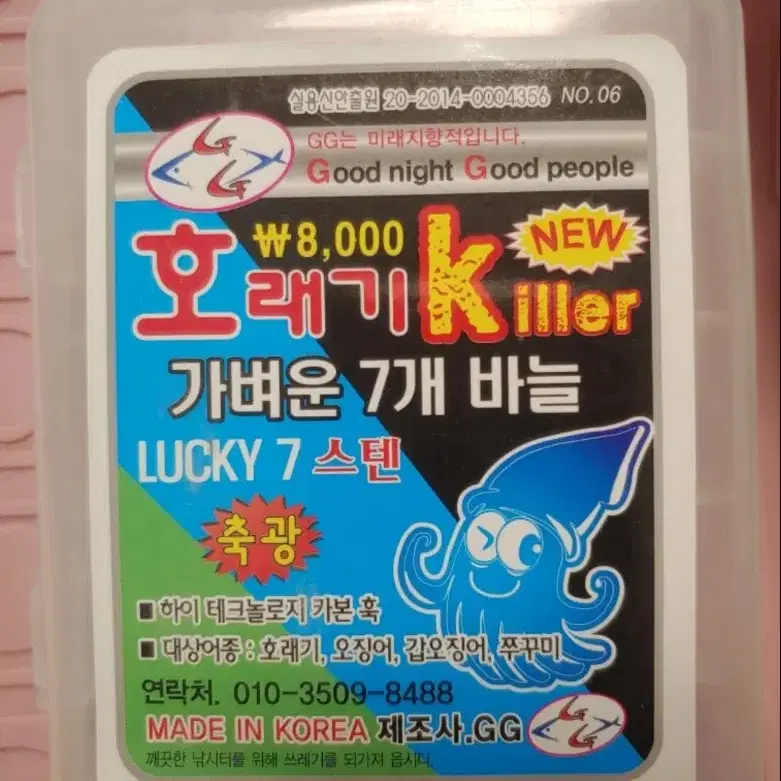 실용신안출원 20-2014-0004356 NO.06
GG는 미래지향적입니다.
GG
Good night Good people
₩8,000
호래기 killer
NEW
가벼운 7개 바늘
LUCKY 7 스텐
축광
■ 하이 테크놀로지 카본 훅
■ 대상어종 : 호래기, 오징어, 갑오징어, 쭈꾸미
연락처. 010-3509-8488
MADE IN KOREA 제조사.GG
GG
깨끗한 낚시터를 위해 쓰레기를 되가져 옵시다.